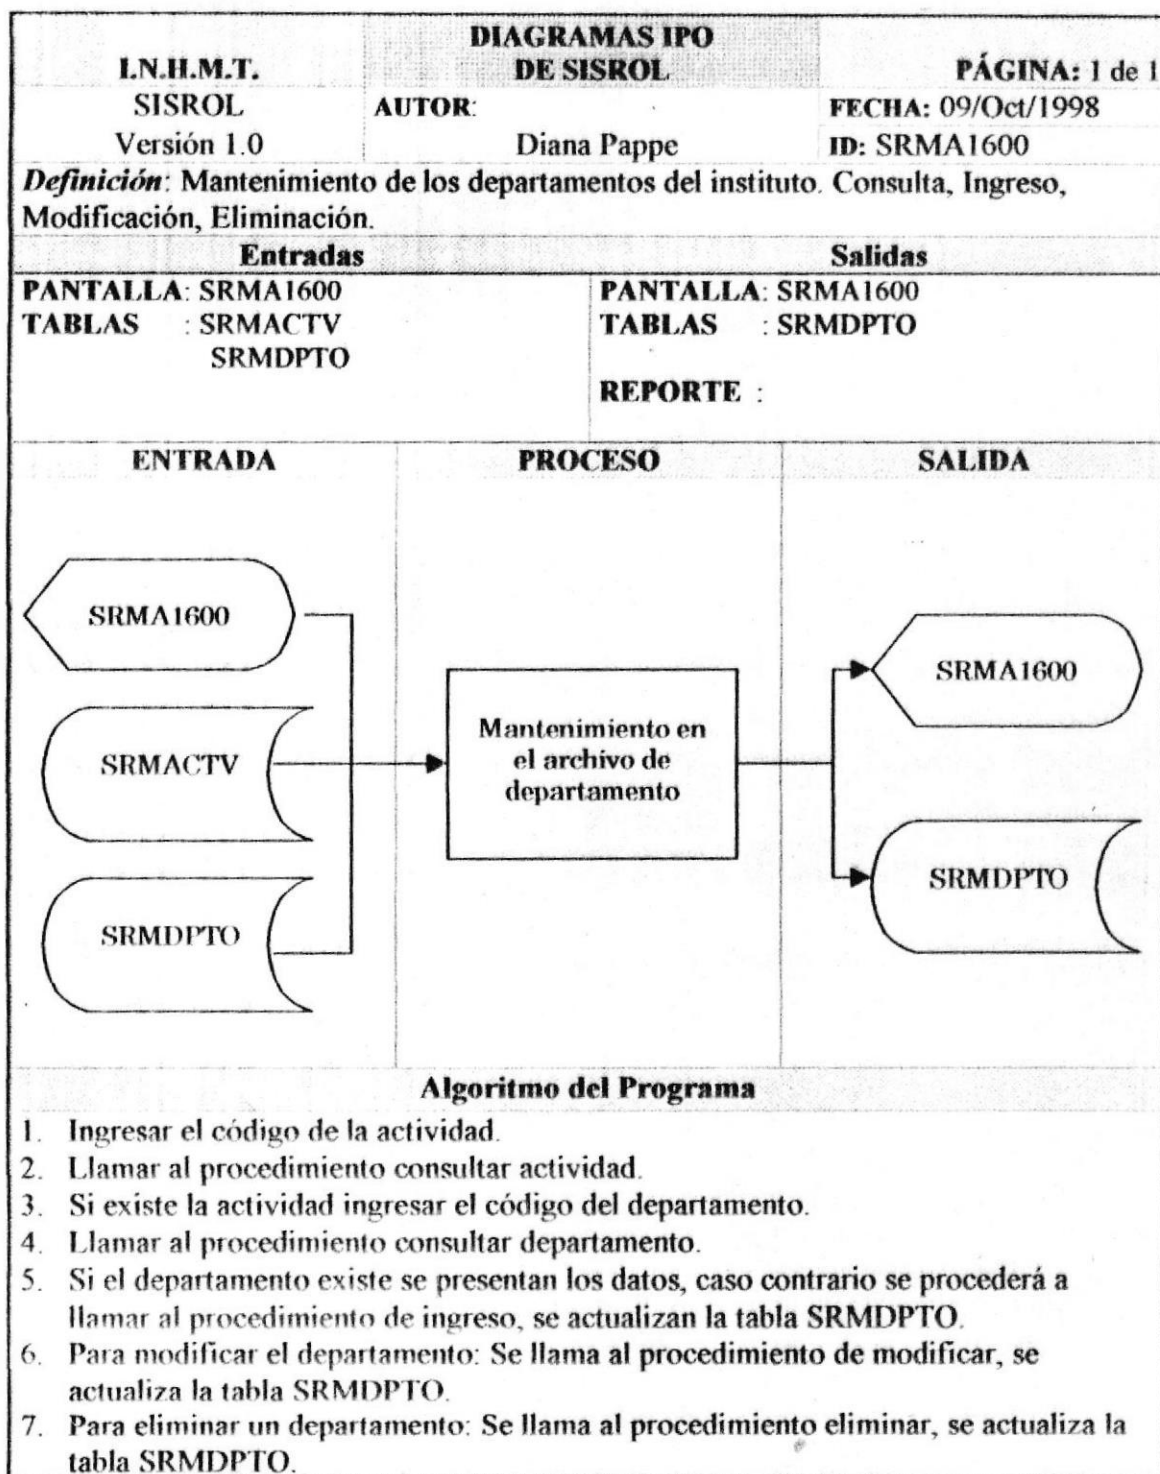 DIAGRAMAS IPO
I.N.H.M.T. DE SISROL PÁGINA: 1 de 1
SISROL AUTOR: FECHA: 09/Oct/1998
Versión 1.0 Diana Pappe ID: SRMA1600
Definición: Mantenimiento de los departamentos del instituto. Consulta, Ingreso,
Modificación, Eliminación.
Entradas Salidas
PANTALLA: SRMA1600 PANTALLA: SRMA1600
TABLAS : SRMACTV TABLAS : SRMDPTO
SRMDPTO
REPORTE :
ENTRADA PROCESO SALIDA
SRMA1600
SRMACTV
SRMDPTO
Mantenimiento en
el archivo de
departamento
SRMA1600
SRMDPTO
Algoritmo del Programa
1. Ingresar el código de la actividad.
2. Llamar al procedimiento consultar actividad.
3. Si existe la actividad ingresar el código del departamento.
4. Llamar al procedimiento consultar departamento.
5. Si el departamento existe se presentan los datos, caso contrario se procederá a
llamar al procedimiento de ingreso, se actualizan la tabla SRMDPTO.
6. Para modificar el departamento: Se llama al procedimiento de modificar, se
actualiza la tabla SRMDPTO.
7. Para eliminar un departamento: Se llama al procedimiento eliminar, se actualiza la
tabla SRMDPTO.